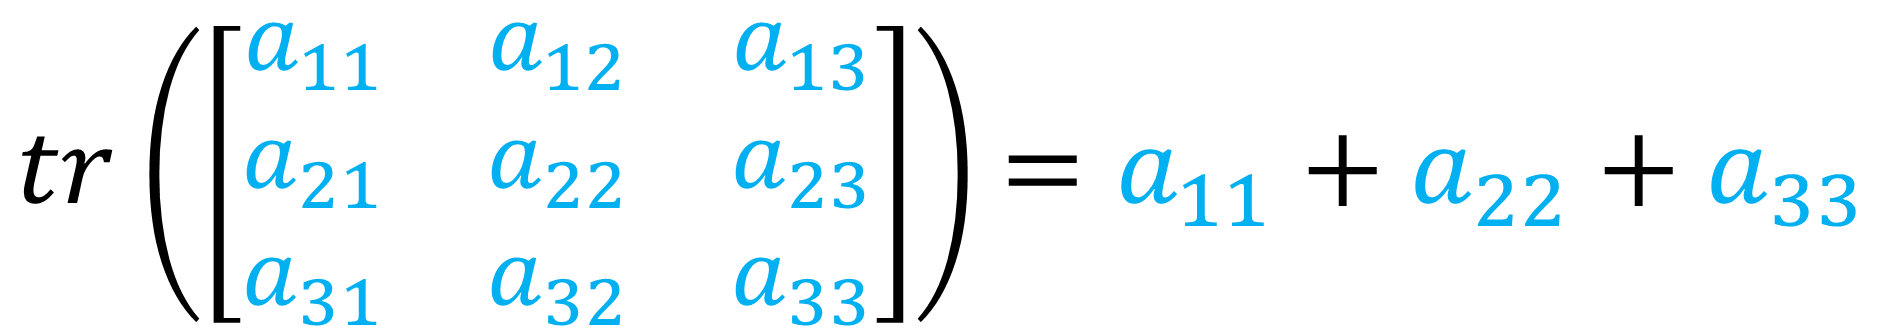 a₁₁ a₁₂ a₁₃
tr ([a₂₁ a₂₂ a₂₃]) = a₁₁ + a₂₂ + a₃₃
a₃₁ a₃₂ a₃₃